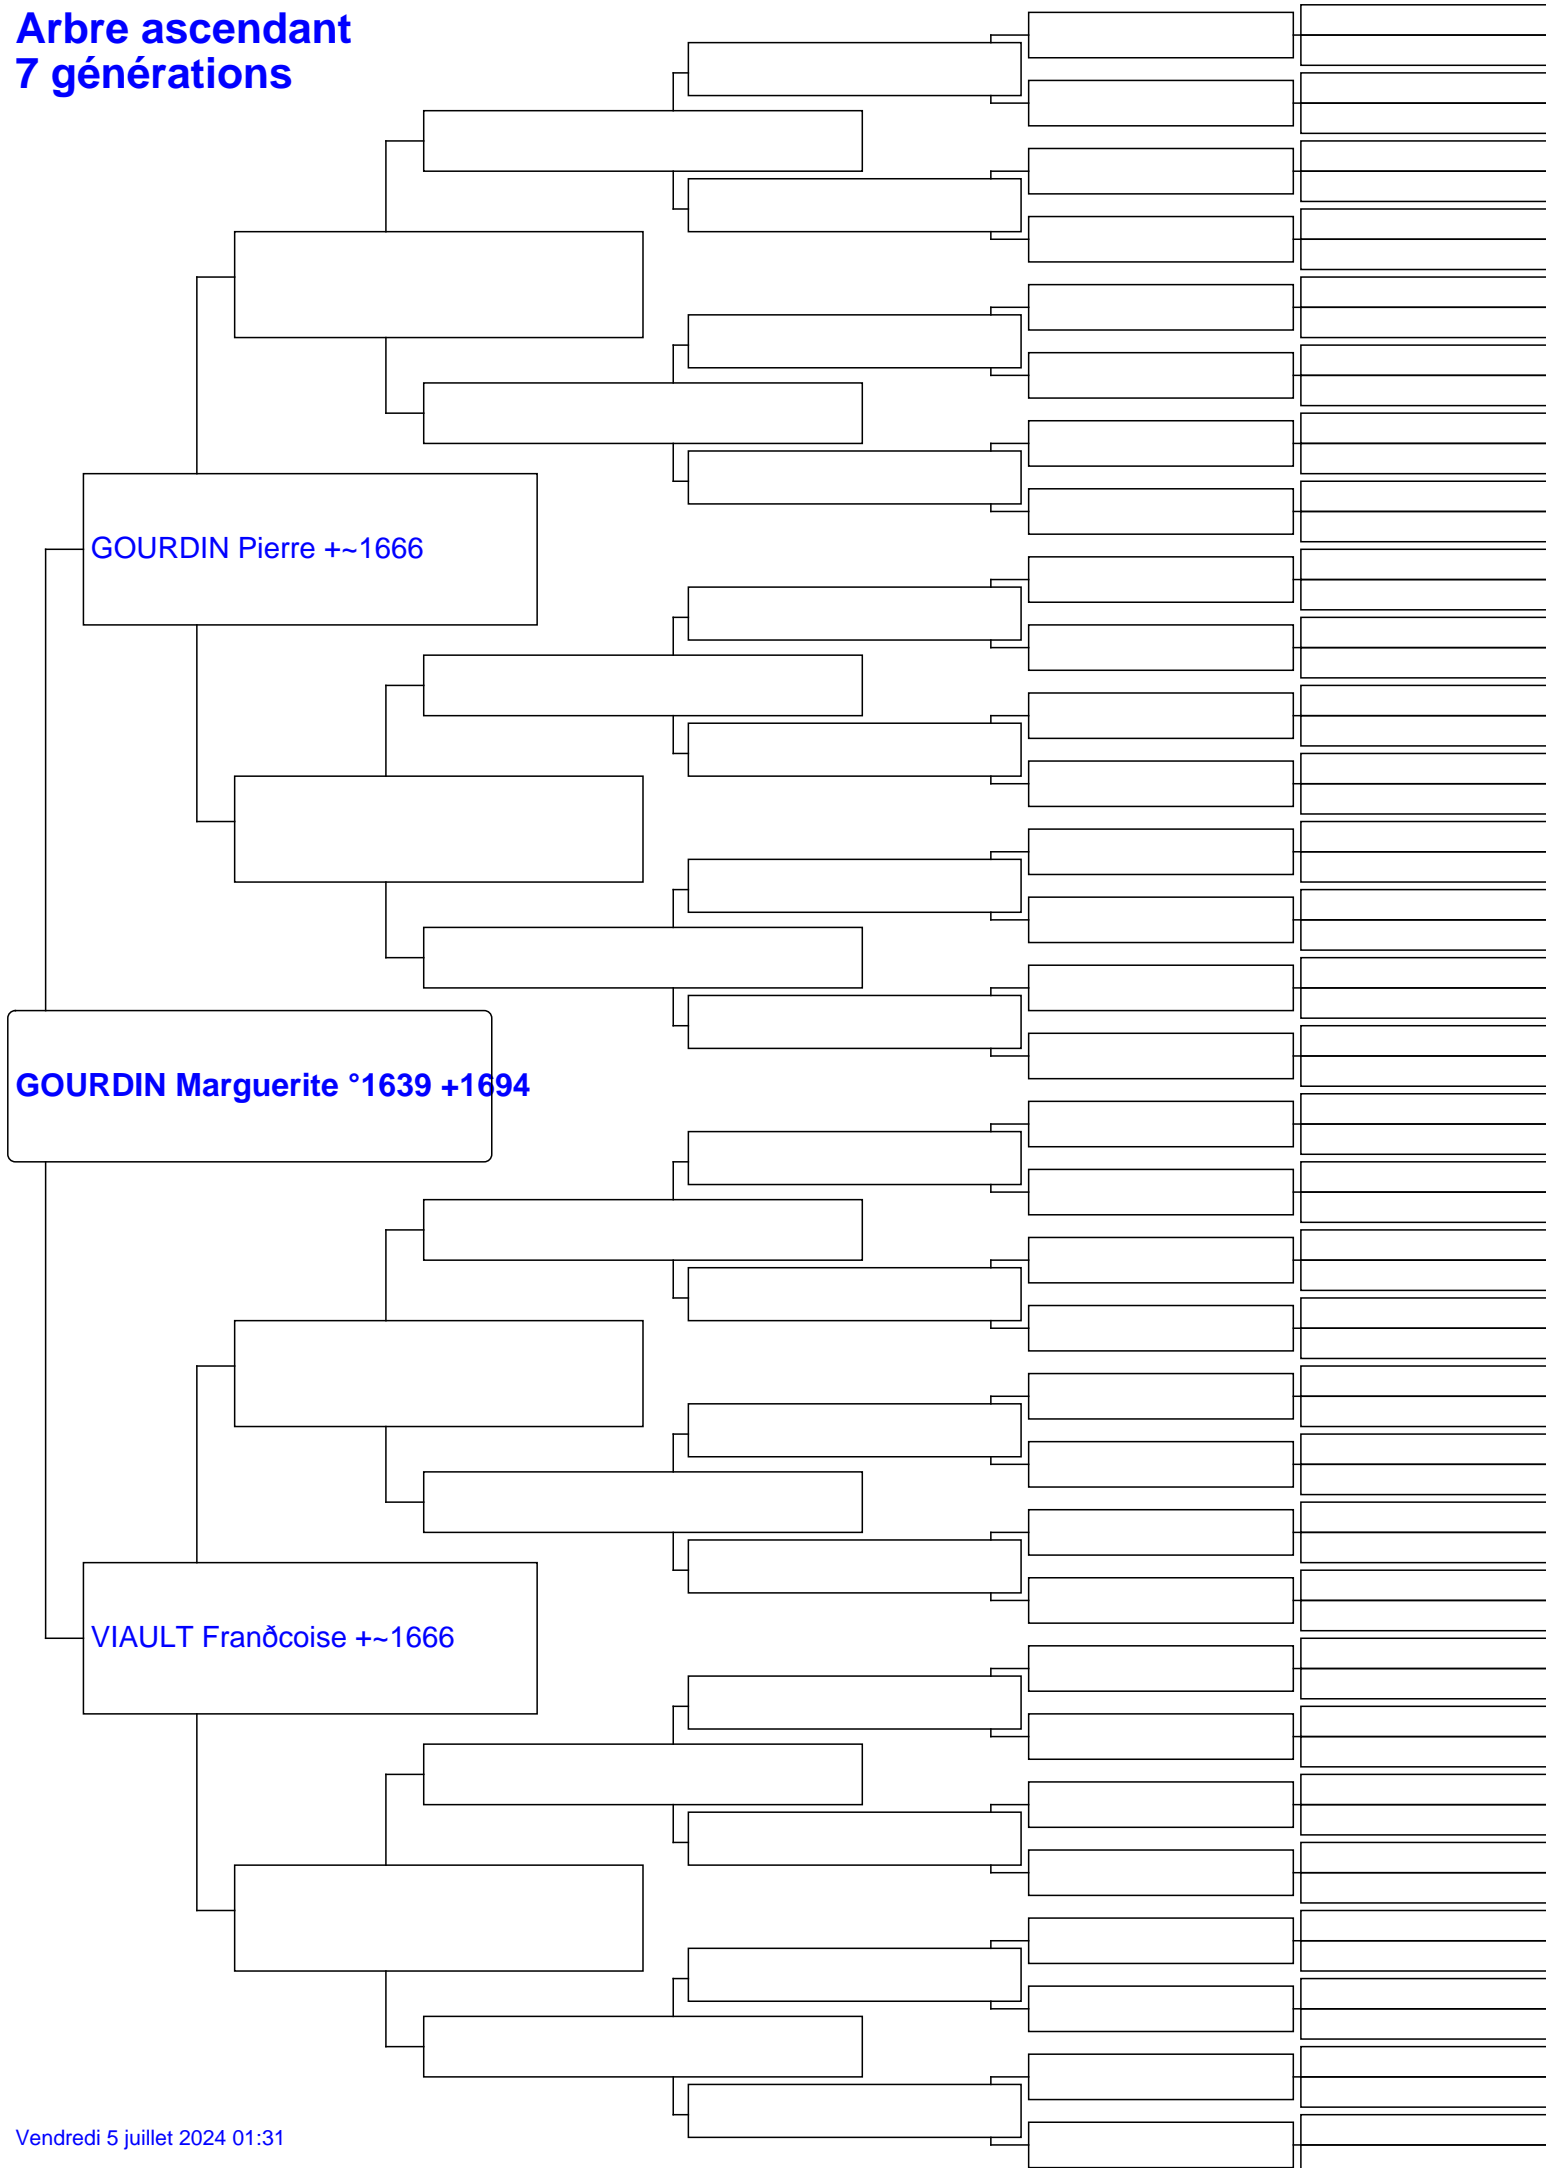 Arbre ascendant
7 générations
GOURDIN Pierre +~1666
GOURDIN Marguerite °1639 +1694
VIAULT Franðcoise +~1666
Vendredi 5 juillet 2024 01:31